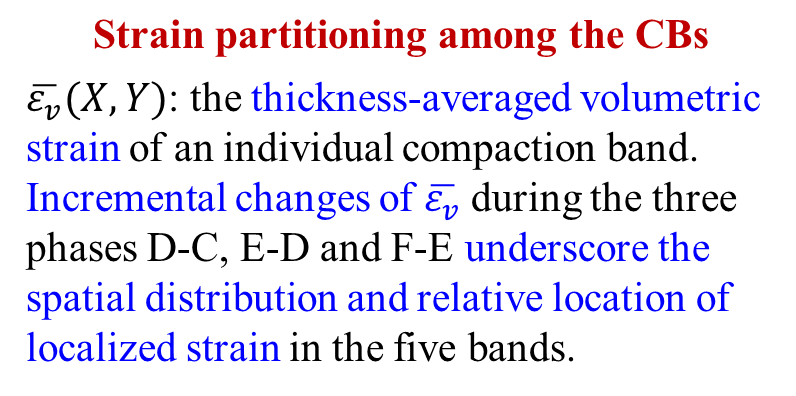 Strain partitioning among the CBs
$\overline{\varepsilon_v}(X,Y)$: the thickness-averaged volumetric
strain of an individual compaction band.
Incremental changes of $\overline{\varepsilon_v}$ during the three
phases D-C, E-D and F-E underscore the
spatial distribution and relative location of
localized strain in the five bands.